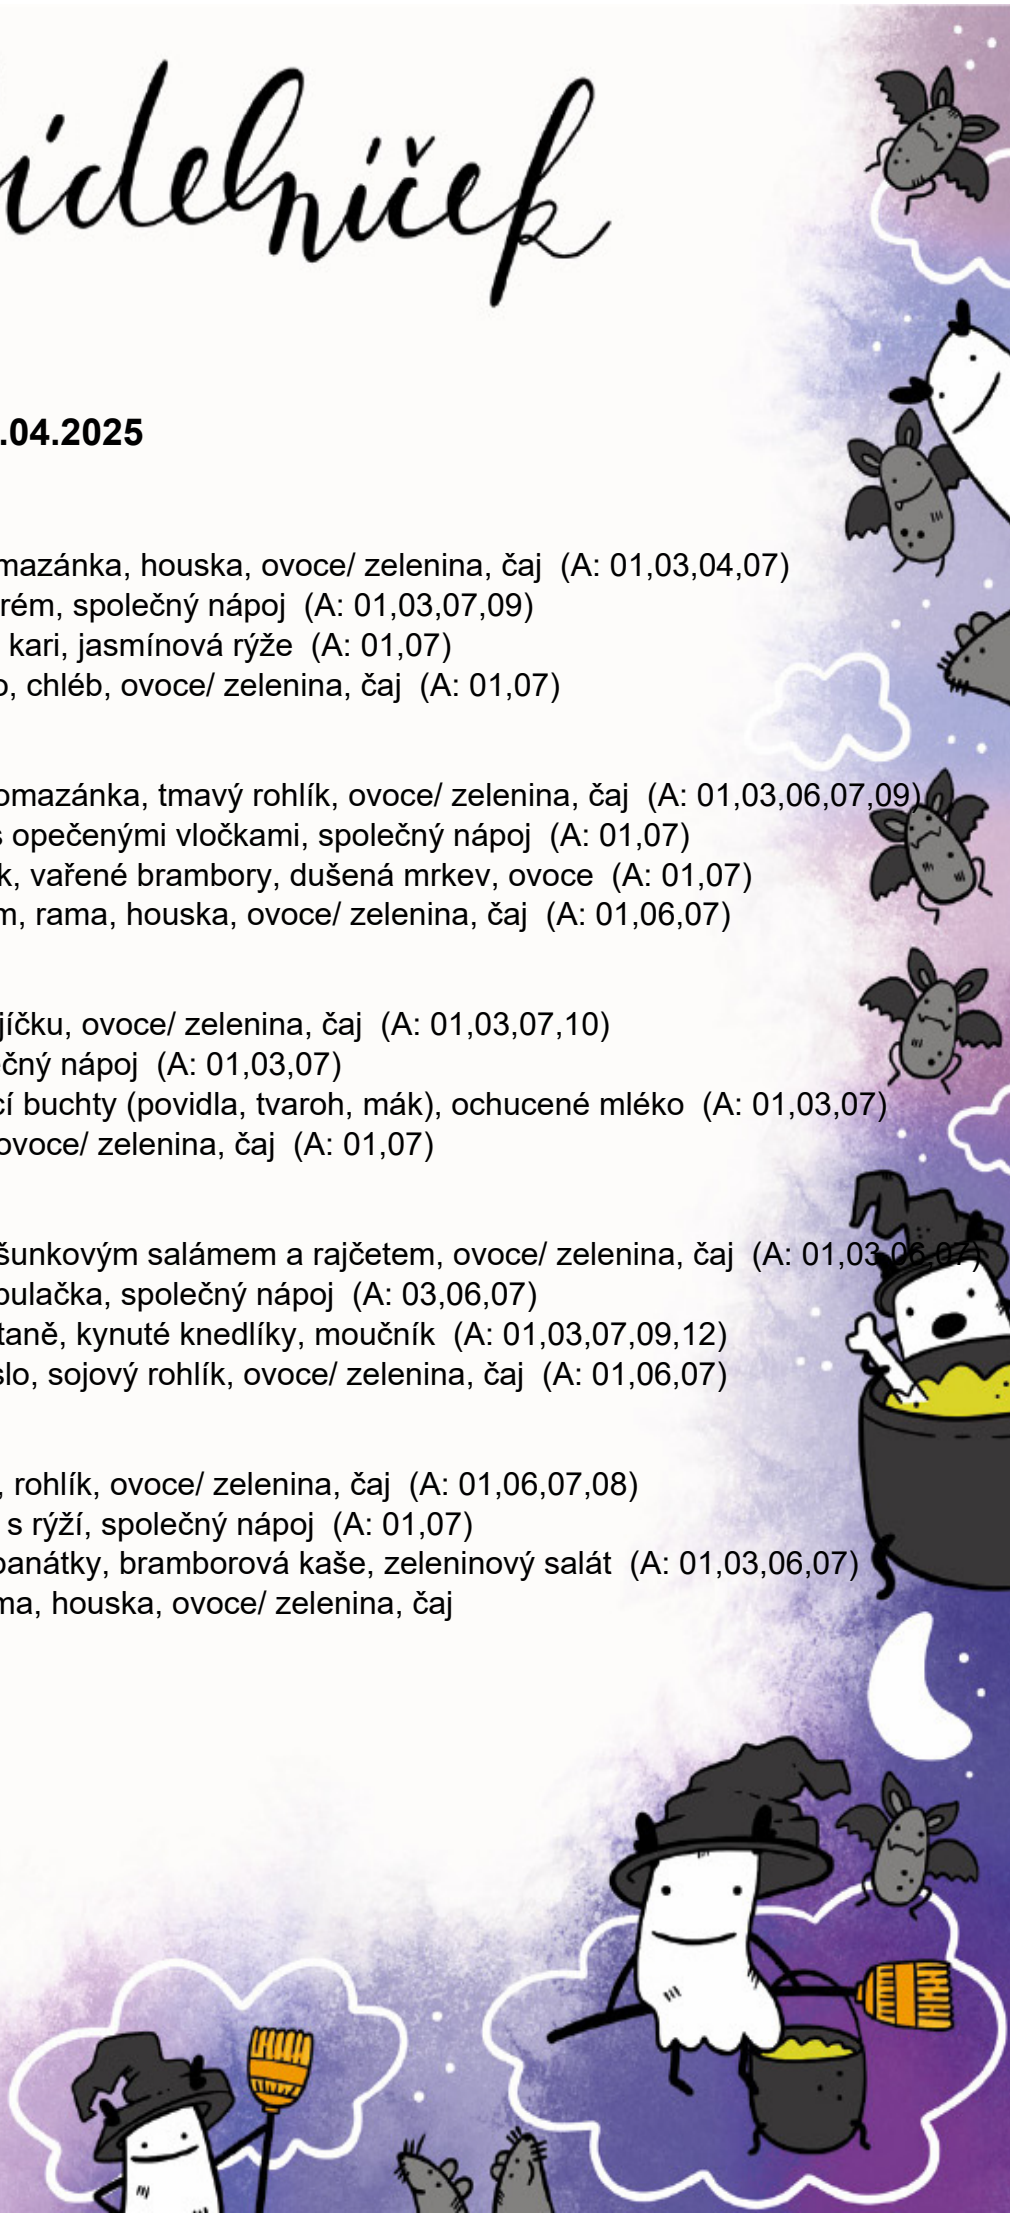 ídelníček
.04.2025
mazánka, houska, ovoce/ zelenina, čaj (A: 01,03,04,07)
rém, společný nápoj (A: 01,03,07,09)
kari, jasmínová rýže (A: 01,07)
o, chléb, ovoce/ zelenina, čaj (A: 01,07)
omazánka, tmavý rohlík, ovoce/ zelenina, čaj (A: 01,03,06,07,09)
s opečenými vločkami, společný nápoj (A: 01,07)
k, vařené brambory, dušená mrkev, ovoce (A: 01,07)
m, rama, houska, ovoce/ zelenina, čaj (A: 01,06,07)
jíčku, ovoce/ zelenina, čaj (A: 01,03,07,10)
ečný nápoj (A: 01,03,07)
cí buchty (povidla, tvaroh, mák), ochucené mléko (A: 01,03,07)
ovoce/ zelenina, čaj (A: 01,07)
šunkovým salámem a rajčetem, ovoce/ zelenina, čaj (A: 01,03,06,07)
bulačka, společný nápoj (A: 03,06,07)
taně, kynuté knedlíky, moučník (A: 01,03,07,09,12)
slo, sojový rohlík, ovoce/ zelenina, čaj (A: 01,06,07)
, rohlík, ovoce/ zelenina, čaj (A: 01,06,07,08)
s rýží, společný nápoj (A: 01,07)
banátky, bramborová kaše, zeleninový salát (A: 01,03,06,07)
ma, houska, ovoce/ zelenina, čaj